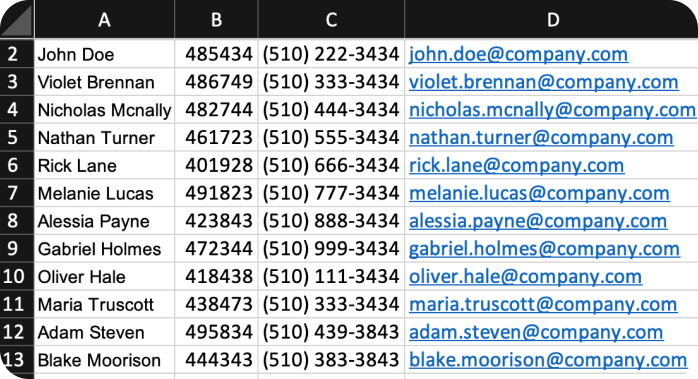 A B C D
2 John Doe 485434 (510) 222-3434 john.doe@company.com
3 Violet Brennan 486749 (510) 333-3434 violet.brennan@company.com
4 Nicholas Mcnally 482744 (510) 444-3434 nicholas.mcnally@company.com
5 Nathan Turner 461723 (510) 555-3434 nathan.turner@company.com
6 Rick Lane 401928 (510) 666-3434 rick.lane@company.com
7 Melanie Lucas 491823 (510) 777-3434 melanie.lucas@company.com
8 Alessia Payne 423843 (510) 888-3434 alessia.payne@company.com
9 Gabriel Holmes 472344 (510) 999-3434 gabriel.holmes@company.com
10 Oliver Hale 418438 (510) 111-3434 oliver.hale@company.com
11 Maria Truscott 438473 (510) 333-3434 maria.truscott@company.com
12 Adam Steven 495834 (510) 439-3843 adam.steven@company.com
13 Blake Moorison 444343 (510) 383-3843 blake.moorison@company.com